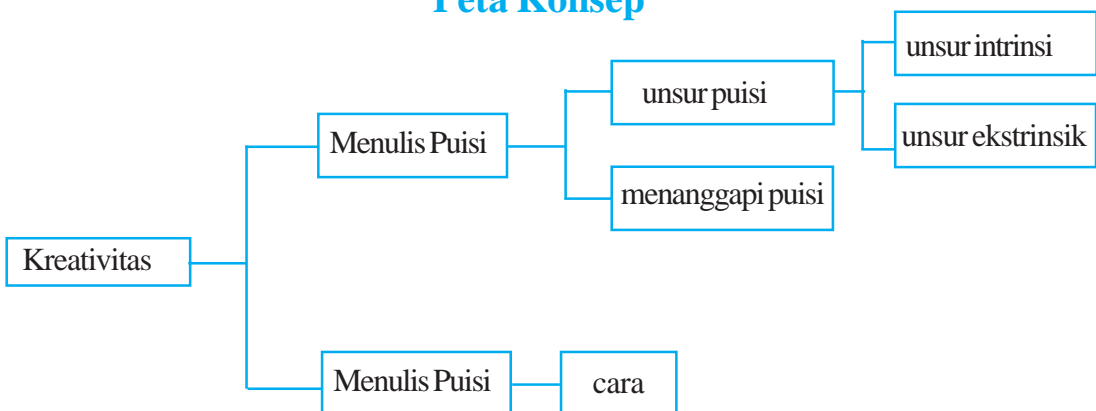 Peta Konsep
unsur intrinsi
unsur puisi
unsur ekstrinsik
Menulis Puisi
menanggapi puisi
Kreativitas
Menulis Puisi
cara